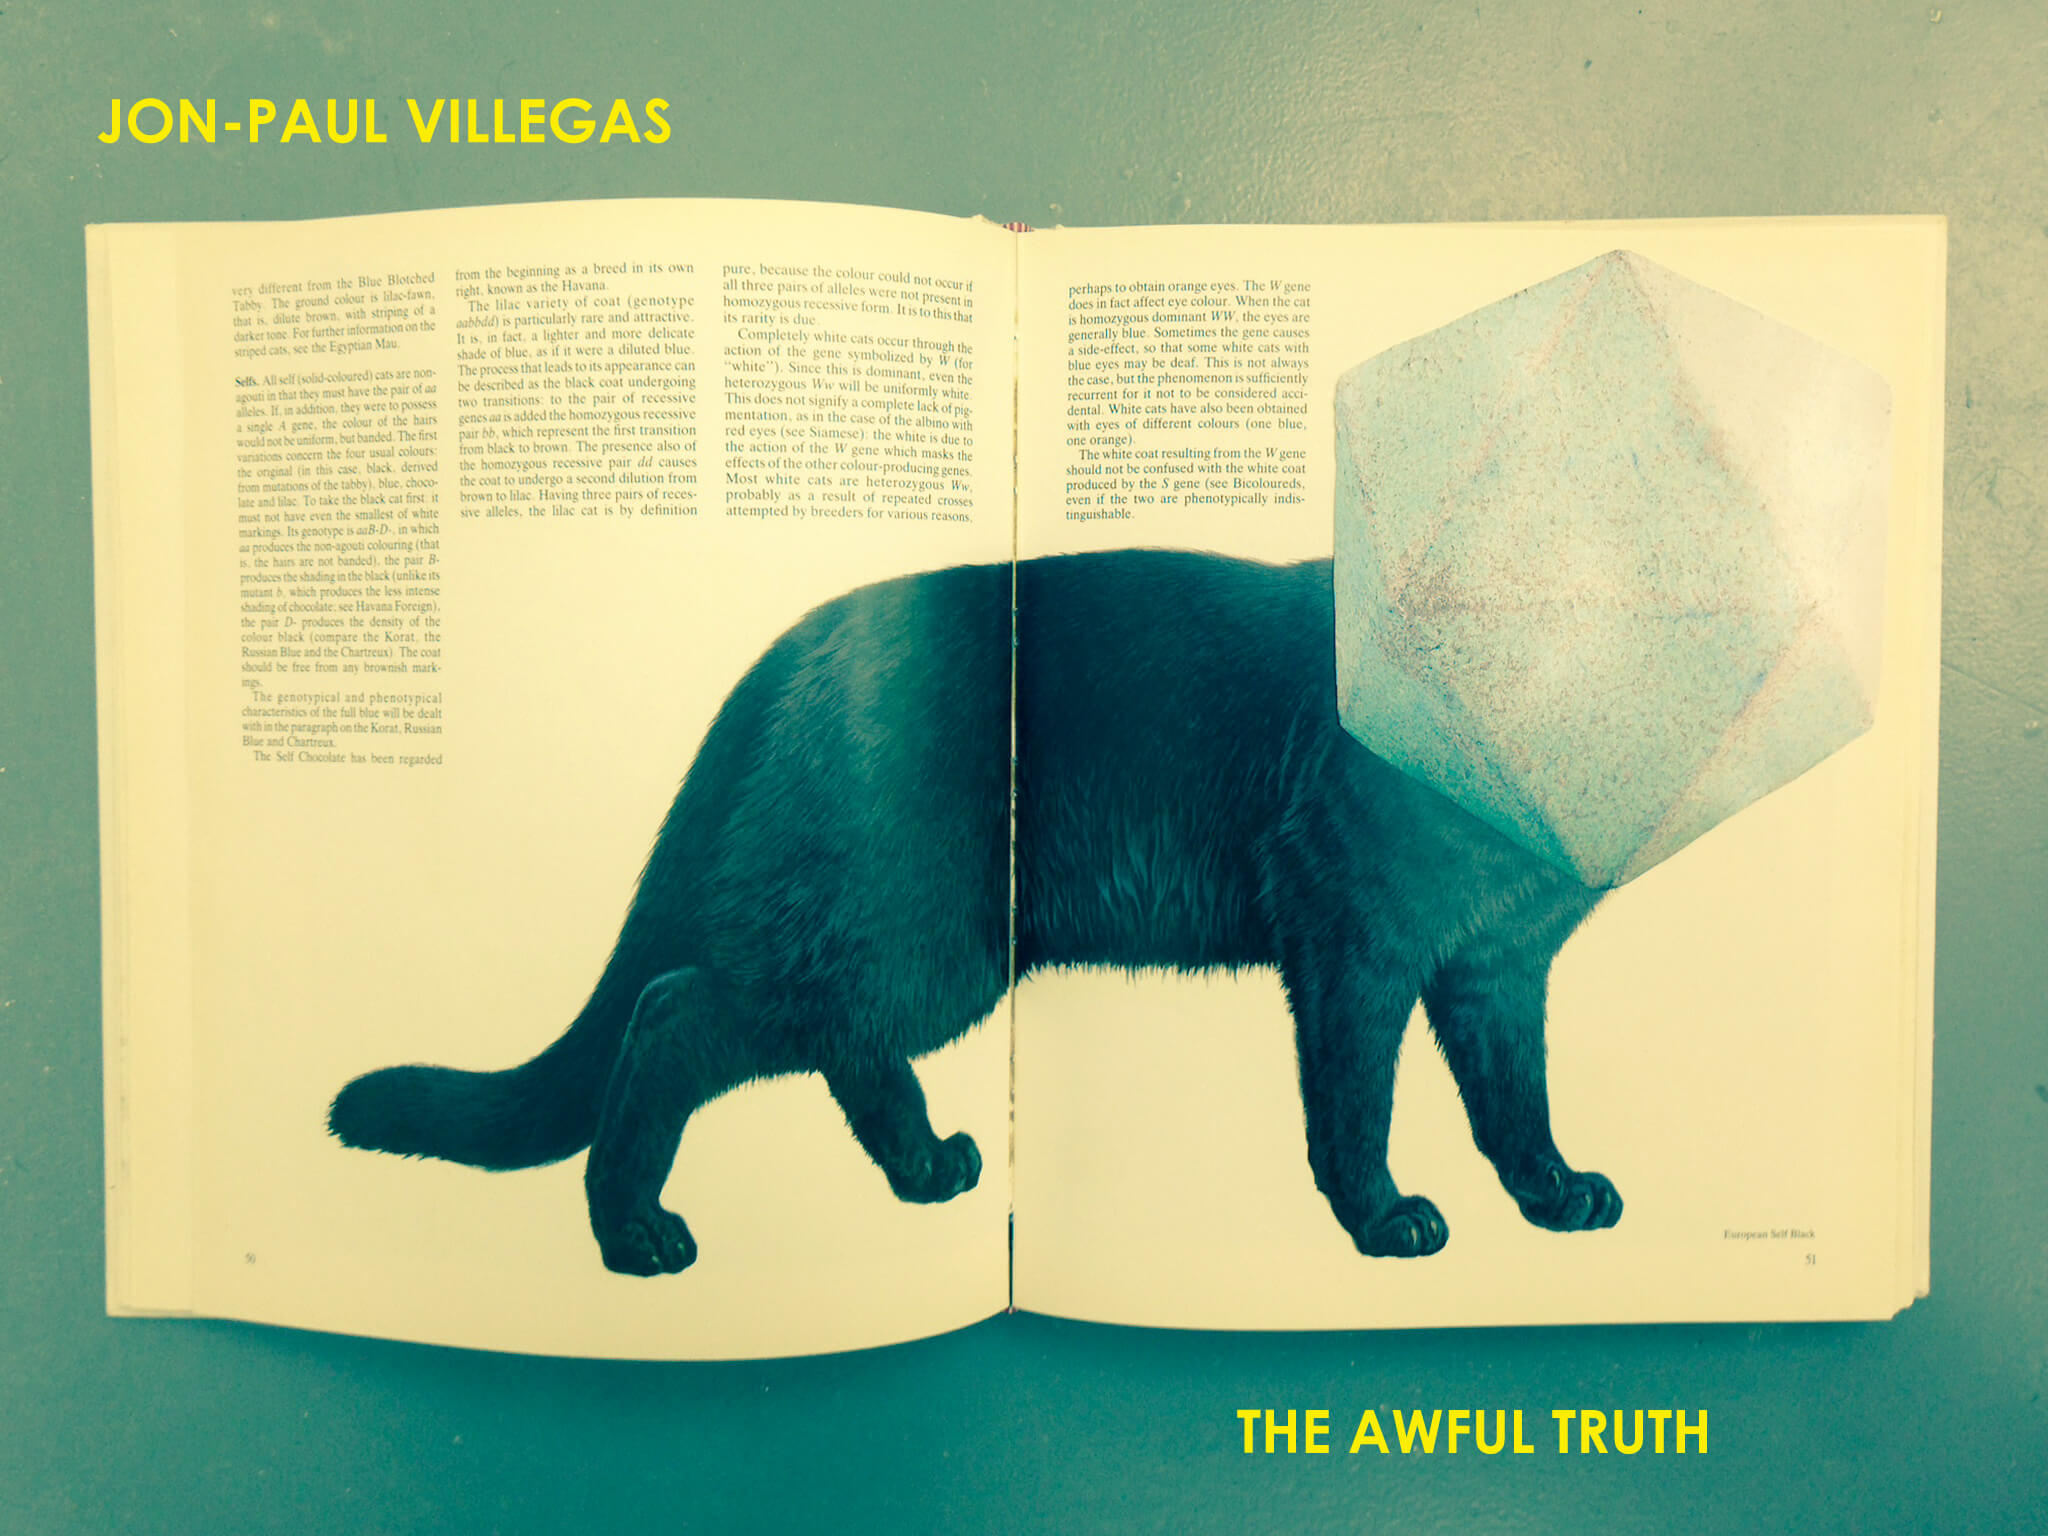 JON-PAUL VILLEGAS
very different from the Blue Blotched
Tabby. The ground colour is lilac-fawn,
that is, dilute brown, with striping of a
darker tone. For further information on the
striped cats, see the Egyptian Mau.
Selfs. All self (solid-coloured) cats are non-
agouti in that they must have the pair of aa
alleles. If, in addition, they were to possess
a single A gene, the colour of the hairs
would not be uniform, but banded. The first
variations concern the four usual colours:
the original (in this case, black, derived
from mutations of the tabby), blue, choco-
late and lilac. To take the black cat first: it
must not have even the smallest of white
markings. Its genotype is aaB-D-, in which
aa produces the non-agouti colouring (that
is, the hairs are not banded), the pair B-
produces the shading in the black (unlike its
mutant b, which produces the less intense
shading of chocolate; see Havana Foreign),
the pair D- produces the density of the
colour black (compare the Korat, the
Russian Blue and the Chartreux). The coat
should be free from any brownish mark-
ings.
The genotypical and phenotypical
characteristics of the full blue will be dealt
with in the paragraph on the Korat, Russian
Blue and Chartreux.
The Self Chocolate has been regarded
from the beginning as a breed in its own
right, known as the Havana.
The lilac variety of coat (genotype
aabbdd) is particularly rare and attractive.
It is, in fact, a lighter and more delicate
shade of blue, as if it were a diluted blue.
The process that leads to its appearance can
be described as the black coat undergoing
two transitions: to the pair of recessive
genes aa is added the homozygous recessive
pair bb, which represent the first transition
from black to brown. The presence also of
the homozygous recessive pair dd causes
the coat to undergo a second dilution from
brown to lilac. Having three pairs of reces-
sive alleles, the lilac cat is by definition
pure, because the colour could not occur if
all three pairs of alleles were not present in
homozygous recessive form. It is to this that
its rarity is due.
Completely white cats occur through the
action of the gene symbolized by W (for
"white"). Since this is dominant, even the
heterozygous Ww will be uniformly white.
This does not signify a complete lack of pig-
mentation, as in the case of the albino with
red eyes (see Siamese): the white is due to
the action of the W gene which masks the
effects of the other colour-producing genes.
Most white cats are heterozygous Ww,
probably as a result of repeated crosses
attempted by breeders for various reasons,
perhaps to obtain orange eyes. The W gene
does in fact affect eye colour. When the cat
is homozygous dominant WW, the eyes are
generally blue. Sometimes the gene causes
a side-effect, so that some white cats with
blue eyes may be deaf. This is not always
the case, but the phenomenon is sufficiently
recurrent for it not to be considered acci-
dental. White cats have also been obtained
with eyes of different colours (one blue,
one orange).
The white coat resulting from the W gene
should not be confused with the white coat
produced by the S gene (see Bicoloureds,
even if the two are phenotypically indis-
tinguishable.
European Self Black
50
51
THE AWFUL TRUTH